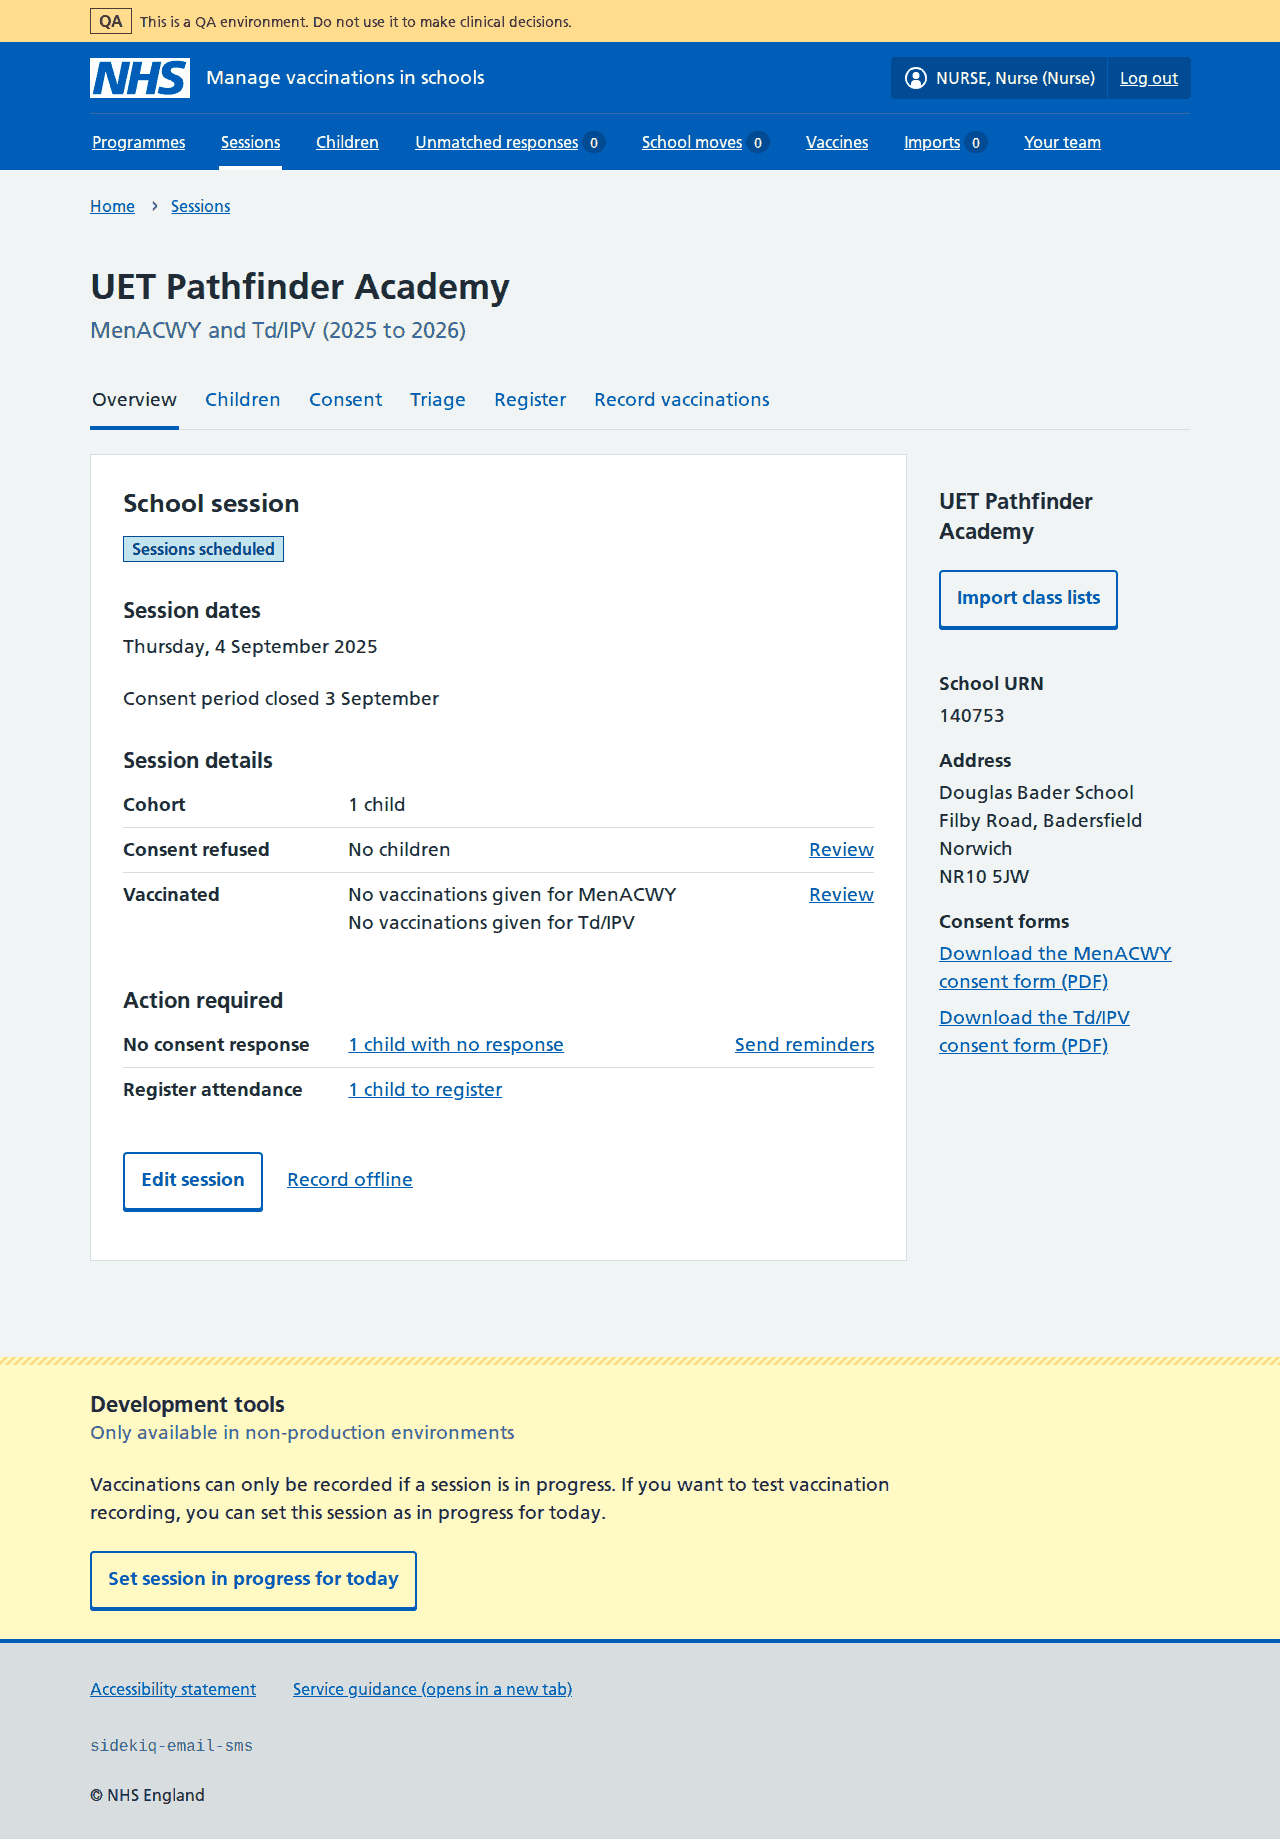 QA This is a QA environment. Do not use it to make clinical decisions.
NHS Manage vaccinations in schools NURSE, Nurse (Nurse) Log out
Programmes Sessions Children Unmatched responses 0 School moves 0 Vaccines Imports 0 Your team
Home › Sessions
UET Pathfinder Academy
MenACWY and Td/IPV (2025 to 2026)
Overview Children Consent Triage Register Record vaccinations
School session
Sessions scheduled
Session dates
Thursday, 4 September 2025
Consent period closed 3 September
Session details
Cohort 1 child
Consent refused No children Review
Vaccinated No vaccinations given for MenACWY Review
No vaccinations given for Td/IPV
Action required
No consent response 1 child with no response Send reminders
Register attendance 1 child to register
Edit session Record offline
UET Pathfinder
Academy
Import class lists
School URN
140753
Address
Douglas Bader School
Filby Road, Badersfield
Norwich
NR10 5JW
Consent forms
Download the MenACWY
consent form (PDF)
Download the Td/IPV
consent form (PDF)
Development tools
Only available in non-production environments
Vaccinations can only be recorded if a session is in progress. If you want to test vaccination
recording, you can set this session as in progress for today.
Set session in progress for today
Accessibility statement Service guidance (opens in a new tab)
sidekiq-email-sms
© NHS England